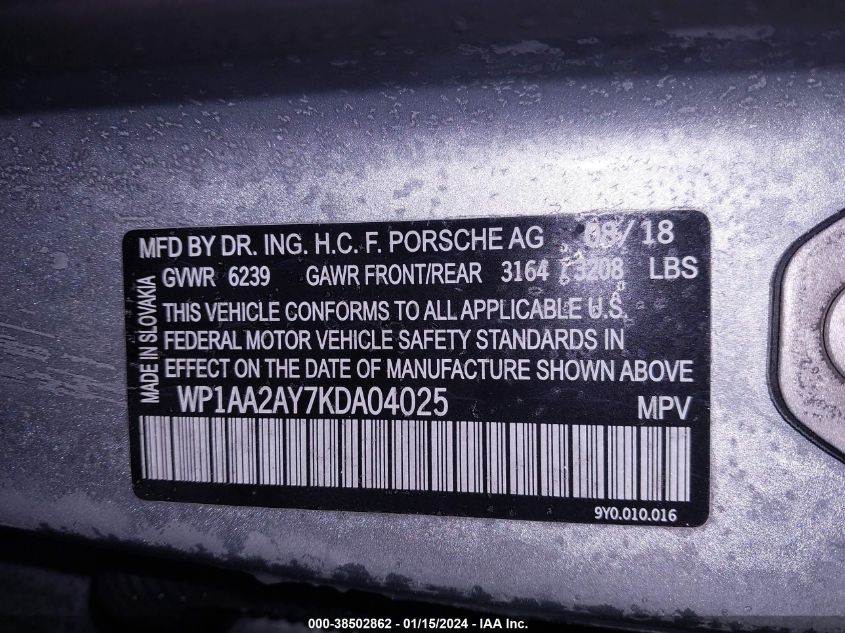 MFD BY DR. ING. H.C. F. PORSCHE AG 08/18
GVWR 6239 GAWR FRONT/REAR 3164 / 3208 LBS
THIS VEHICLE CONFORMS TO ALL APPLICABLE U.S.
FEDERAL MOTOR VEHICLE SAFETY STANDARDS IN
EFFECT ON THE DATE OF MANUFACTURE SHOWN ABOVE
WP1AA2AY7KDA04025 MPV
MADE IN SLOVAKIA
9Y0.010.016
000-38502862 - 01/15/2024 - IAA Inc.